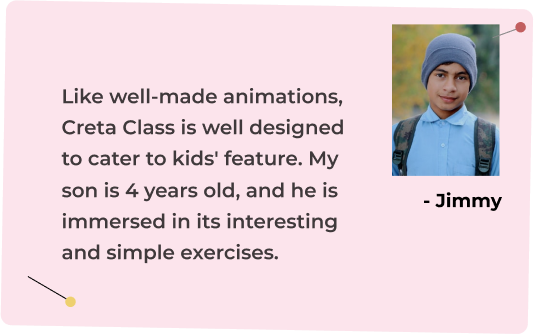 Like well-made animations,
Creta Class is well designed
to cater to kids' feature. My
son is 4 years old, and he is
immersed in its interesting
and simple exercises.
- Jimmy